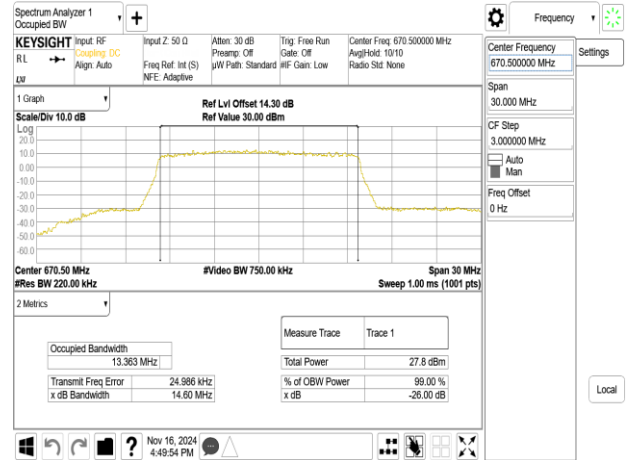 Spectrum Analyzer 1
Occupied BW
Frequency
KEYSIGHT
RL
LXI
Input: RF
Coupling: DC
Align: Auto
Input Z: 50 Ω
Freq Ref: Int (S)
NFE: Adaptive
Atten: 30 dB
Preamp: Off
µW Path: Standard
Trig: Free Run
Gate: Off
#IF Gain: Low
Center Freq: 670.500000 MHz
Avg|Hold: 10/10
Radio Std: None
Center Frequency
670.500000 MHz
Settings
Span
30.000 MHz
CF Step
3.000000 MHz
Auto
Man
Freq Offset
0 Hz
Local
1 Graph
Scale/Div 10.0 dB
Ref Lvl Offset 14.30 dB
Ref Value 30.00 dBm
Log
20.0
10.0
0.00
-10.0
-20.0
-30.0
-40.0
-50.0
-60.0
Center 670.50 MHz
#Video BW 750.00 kHz
Span 30 MHz
#Res BW 220.00 kHz
Sweep 1.00 ms (1001 pts)
2 Metrics
Measure Trace Trace 1
Occupied Bandwidth
13.363 MHz
Total Power 27.8 dBm
Transmit Freq Error 24.986 kHz
% of OBW Power 99.00 %
x dB Bandwidth 14.60 MHz
x dB -26.00 dB
?
Nov 16, 2024
4:49:54 PM